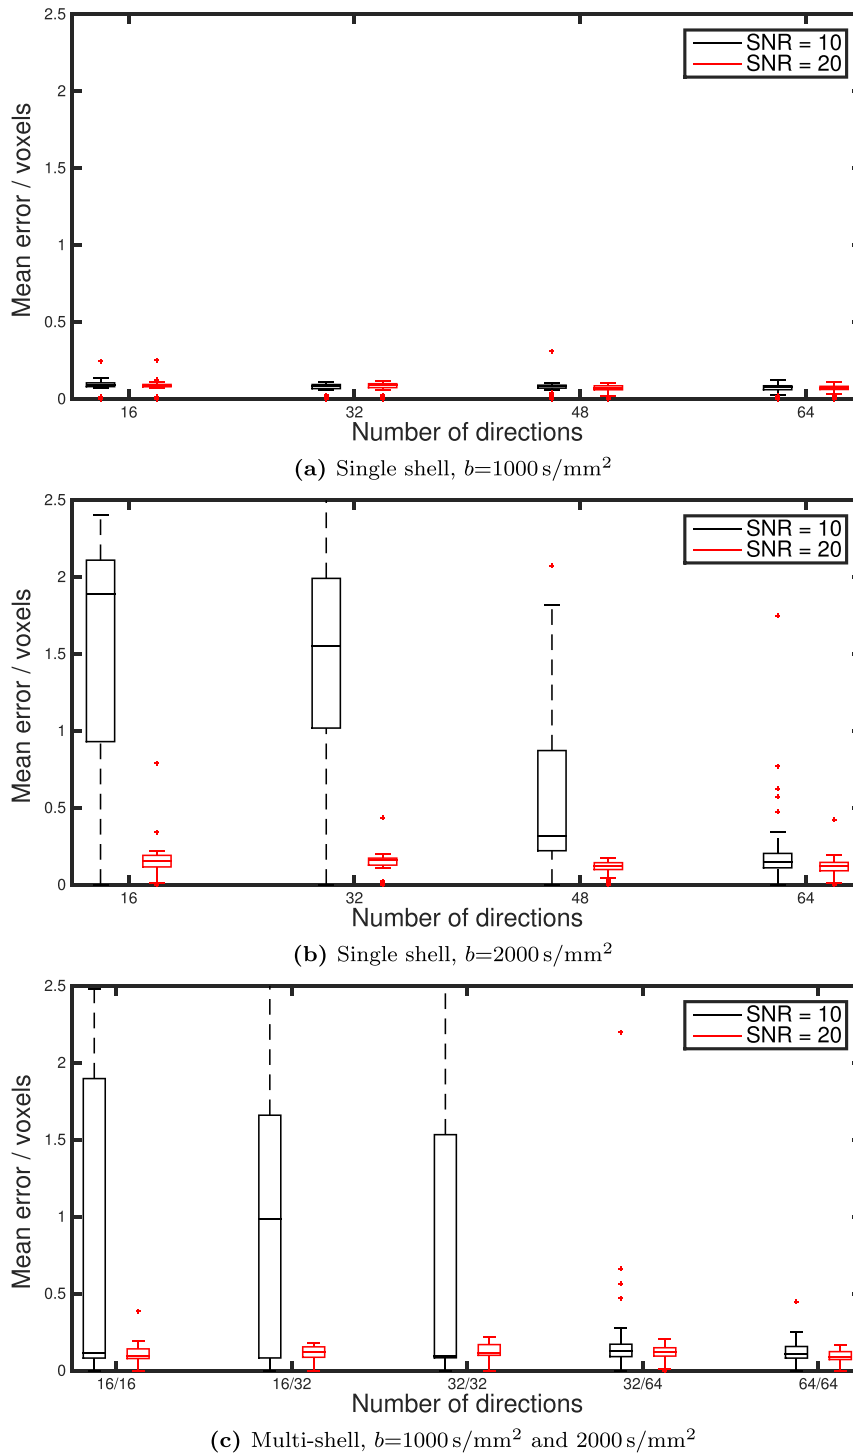 2.5
2
1.5
1
0.5
0
Mean error / voxels
SNR = 10
SNR = 20
16 32 48 64
Number of directions
(a) Single shell, b=1000 s/mm²
2.5
2
1.5
1
0.5
0
Mean error / voxels
SNR = 10
SNR = 20
16 32 48 64
Number of directions
(b) Single shell, b=2000 s/mm²
2.5
2
1.5
1
0.5
0
Mean error / voxels
SNR = 10
SNR = 20
16/16 16/32 32/32 32/64 64/64
Number of directions
(c) Multi-shell, b=1000 s/mm² and 2000 s/mm²